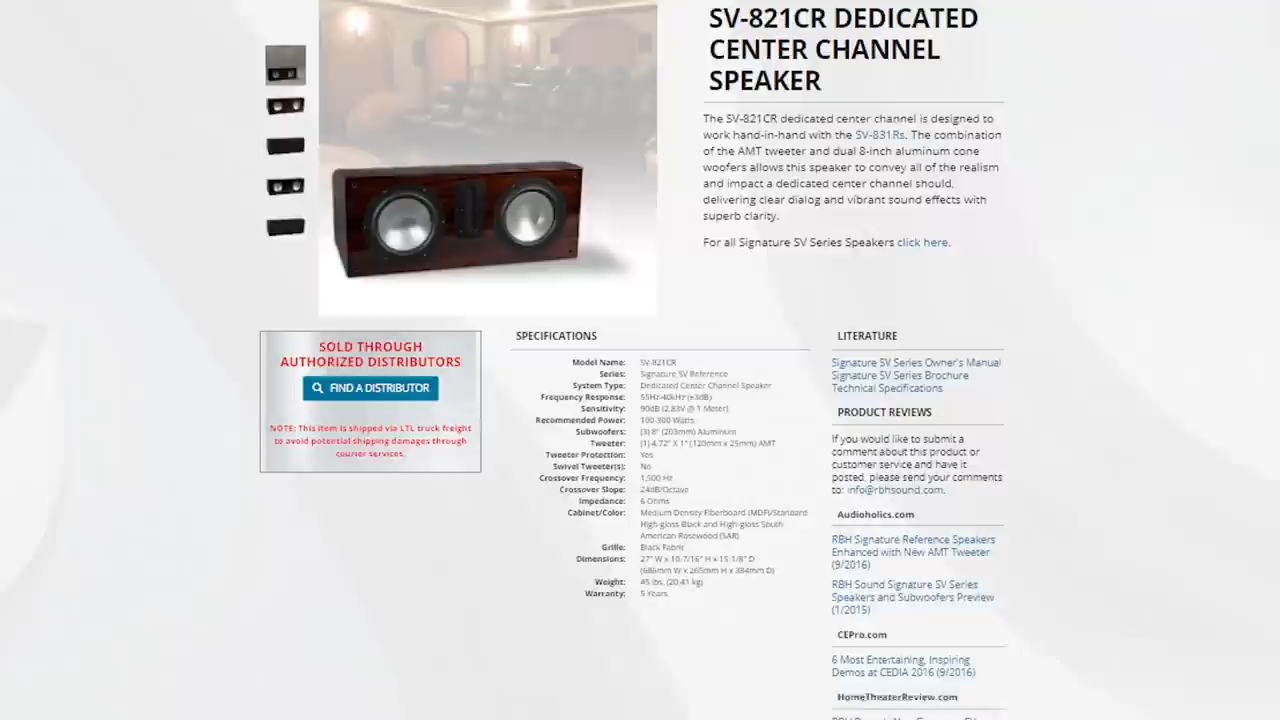 SV-821CR DEDICATED
CENTER CHANNEL
SPEAKER
The SV-821CR dedicated center channel is designed to
work hand-in-hand with the SV-831Rs. The combination
of the AMT tweeter and dual 8-inch aluminum cone
woofers allows this speaker to convey all of the realism
and impact a dedicated center channel should,
delivering clear dialog and vibrant sound effects with
superb clarity.
For all Signature SV Series Speakers click here.
SOLD THROUGH
AUTHORIZED DISTRIBUTORS
FIND A DISTRIBUTOR
NOTE: This item is shipped via LTL truck freight
to avoid potential shipping damages through
courier services.
SPECIFICATIONS
Model Name: SV-821CR
Series: Signature SV Reference
System Type: Dedicated Center Channel Speaker
Frequency Response: 55Hz-40kHz (±3dB)
Sensitivity: 90dB (2.83V @ 1 Meter)
Recommended Power: 100-300 Watts
Subwoofers: (3) 8" (203mm) Aluminum
Tweeter: (1) 4.72" X 1" (120mm x 25mm) AMT
Tweeter Protection: Yes
Swivel Tweeter(s): No
Crossover Frequency: 1,500 Hz
Crossover Slope: 24dB/Octave
Impedance: 6 Ohms
Cabinet/Color: Medium Density Fiberboard (MDF)/Standard
High-gloss Black and High-gloss South
American Rosewood (SAR)
Grille: Black Fabric
Dimensions: 27" W x 10-7/16" H x 15-1/8" D
(686mm W x 265mm H x 384mm D)
Weight: 45 lbs. (20.41 kg)
Warranty: 5 Years
LITERATURE
Signature SV Series Owner's Manual
Signature SV Series Brochure
Technical Specifications
PRODUCT REVIEWS
If you would like to submit a
comment about this product or
customer service and have it
posted, please send your comments
to: info@rbhsound.com.
Audioholics.com
RBH Signature Reference Speakers
Enhanced with New AMT Tweeter
(9/2016)
RBH Sound Signature SV Series
Speakers and Subwoofers Preview
(1/2015)
CEPro.com
6 Most Entertaining, Inspiring
Demos at CEDIA 2016 (9/2016)
HomeTheaterReview.com